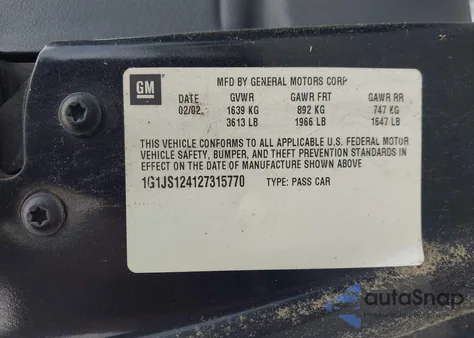 GM
MFD BY GENERAL MOTORS CORP
DATE GVWR GAWR FRT GAWR RR
02/02 1639 KG 892 KG 747 KG
3613 LB 1966 LB 1647 LB
THIS VEHICLE CONFORMS TO ALL APPLICABLE U.S. FEDERAL MOTOR
VEHICLE SAFETY, BUMPER, AND THEFT PREVENTION STANDARDS IN
EFFECT ON THE DATE OF MANUFACTURE SHOWN ABOVE
1G1JS124127315770 TYPE: PASS CAR
autoSnap